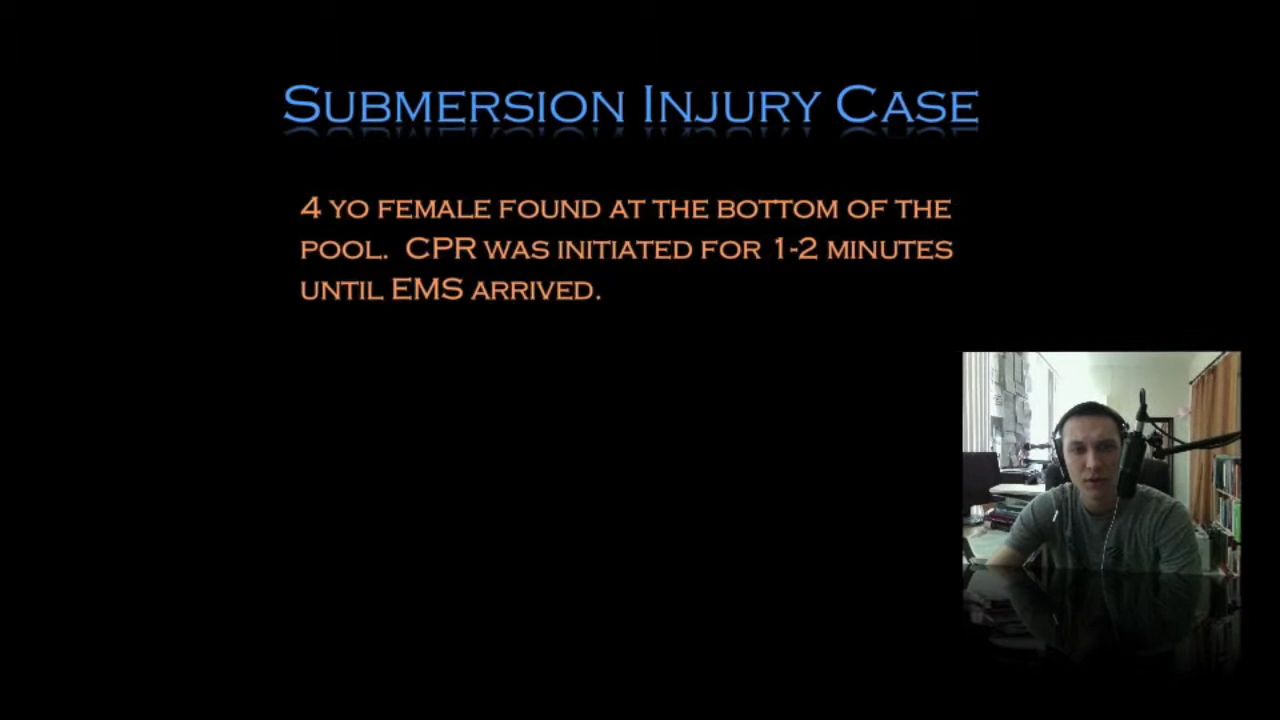 Submersion Injury Case
4 yo female found at the bottom of the
pool. CPR was initiated for 1-2 minutes
until EMS arrived.